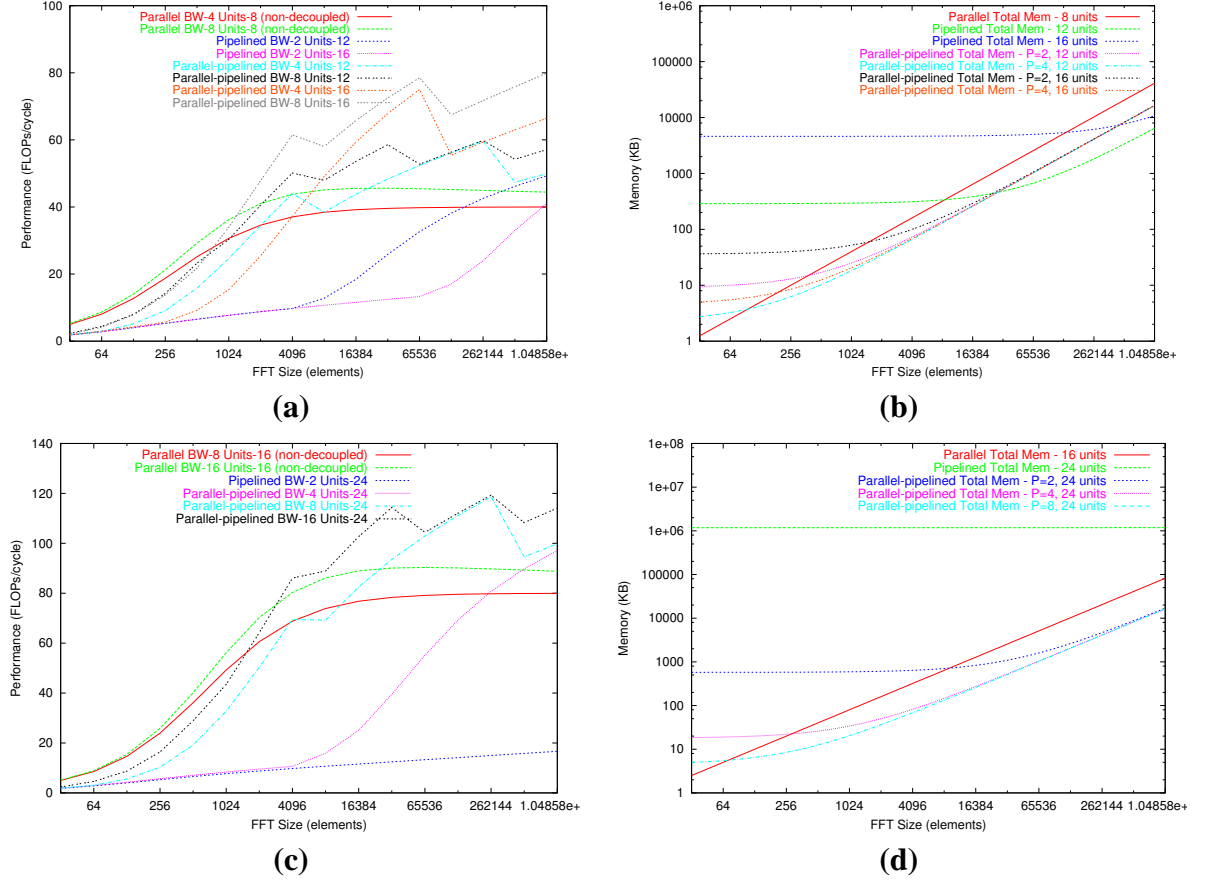 Parallel BW-4 Units-8 (non-decoupled)
Parallel BW-8 Units-8 (non-decoupled)
Pipelined BW-2 Units-12
Pipelined BW-2 Units-16
Parallel-pipelined BW-4 Units-12
Parallel-pipelined BW-8 Units-12
Parallel-pipelined BW-4 Units-16
Parallel-pipelined BW-8 Units-16
Performance (FLOPs/cycle)
100
80
60
40
20
0
64 256 1024 4096 16384 65536 262144 1.04858e+
FFT Size (elements)
(a)
Parallel Total Mem - 8 units
Pipelined Total Mem - 12 units
Pipelined Total Mem - 16 units
Parallel-pipelined Total Mem - P=2, 12 units
Parallel-pipelined Total Mem - P=4, 12 units
Parallel-pipelined Total Mem - P=2, 16 units
Parallel-pipelined Total Mem - P=4, 16 units
Memory (KB)
1e+06
100000
10000
1000
100
10
1
64 256 1024 4096 16384 65536 262144 1.04858e+
FFT Size (elements)
(b)
Parallel BW-8 Units-16 (non-decoupled)
Parallel BW-16 Units-16 (non-decoupled)
Pipelined BW-2 Units-24
Parallel-pipelined BW-4 Units-24
Parallel-pipelined BW-8 Units-24
Parallel-pipelined BW-16 Units-24
Performance (FLOPs/cycle)
140
120
100
80
60
40
20
0
64 256 1024 4096 16384 65536 262144 1.04858e+
FFT Size (elements)
(c)
Parallel Total Mem - 16 units
Pipelined Total Mem - 24 units
Parallel-pipelined Total Mem - P=2, 24 units
Parallel-pipelined Total Mem - P=4, 24 units
Parallel-pipelined Total Mem - P=8, 24 units
Memory (KB)
1e+08
1e+07
1e+06
100000
10000
1000
100
10
1
64 256 1024 4096 16384 65536 262144 1.04858e+
FFT Size (elements)
(d)